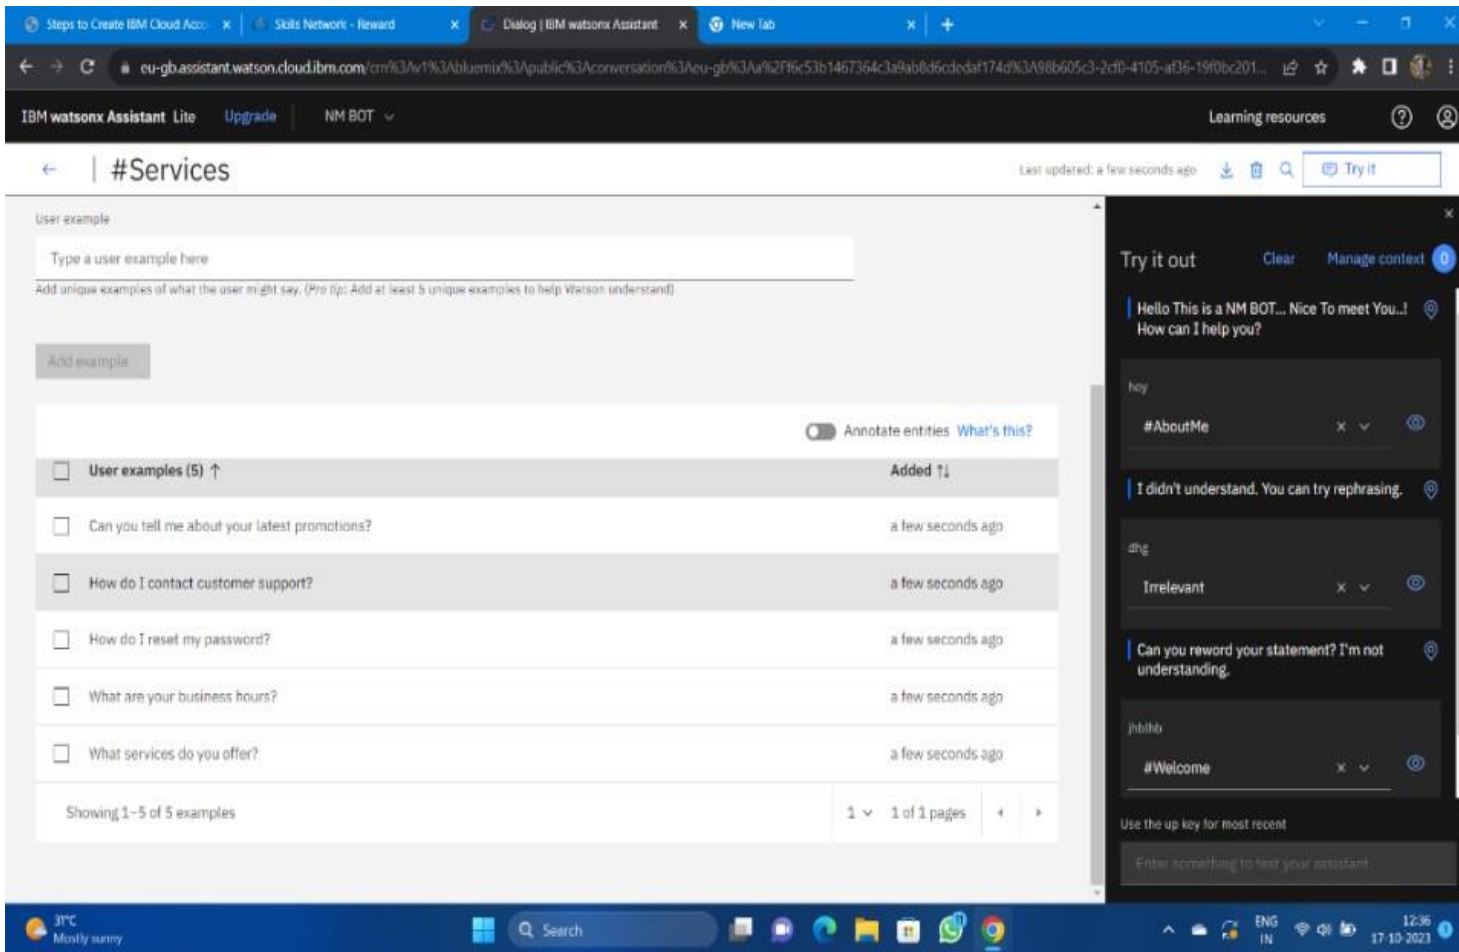 Steps to Create IBM Cloud Acco
Skills Network - Reward
Dialog | IBM watsonx Assistant
New Tab
eu-gb.assistant.watson.cloud.ibm.com
IBM watsonx Assistant Lite
Upgrade
NM BOT
Learning resources
#Services
Last updated: a few seconds ago
Try it
User example
Type a user example here
Add unique examples of what the user might say. (Pro tip: Add at least 5 unique examples to help Watson understand)
Add example
Annotate entities What's this?
User examples (5) ↑
Added ↑↓
Can you tell me about your latest promotions?
a few seconds ago
How do I contact customer support?
a few seconds ago
How do I reset my password?
a few seconds ago
What are your business hours?
a few seconds ago
What services do you offer?
a few seconds ago
Showing 1–5 of 5 examples
1
1 of 1 pages
Try it out
Clear
Manage context
0
Hello This is a NM BOT... Nice To meet You..!
How can I help you?
hey
#AboutMe
I didn't understand. You can try rephrasing.
dhg
Irrelevant
Can you reword your statement? I'm not
understanding.
jhblhb
#Welcome
Use the up key for most recent
Enter something to test your assistant
31°C
Mostly sunny
Search
ENG
IN
12:36
17-10-2023